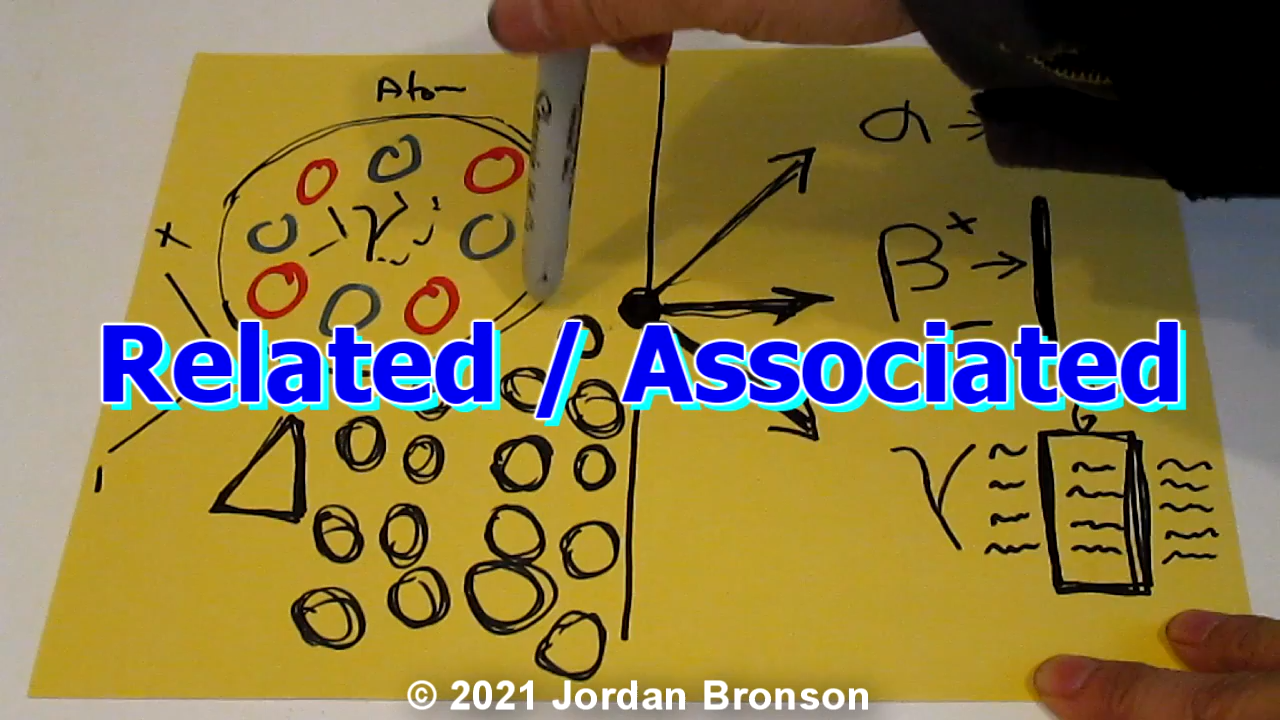 Atom
γ
x
α →
β^x →
Related / Associated
γ
G
© 2021 Jordan Bronson